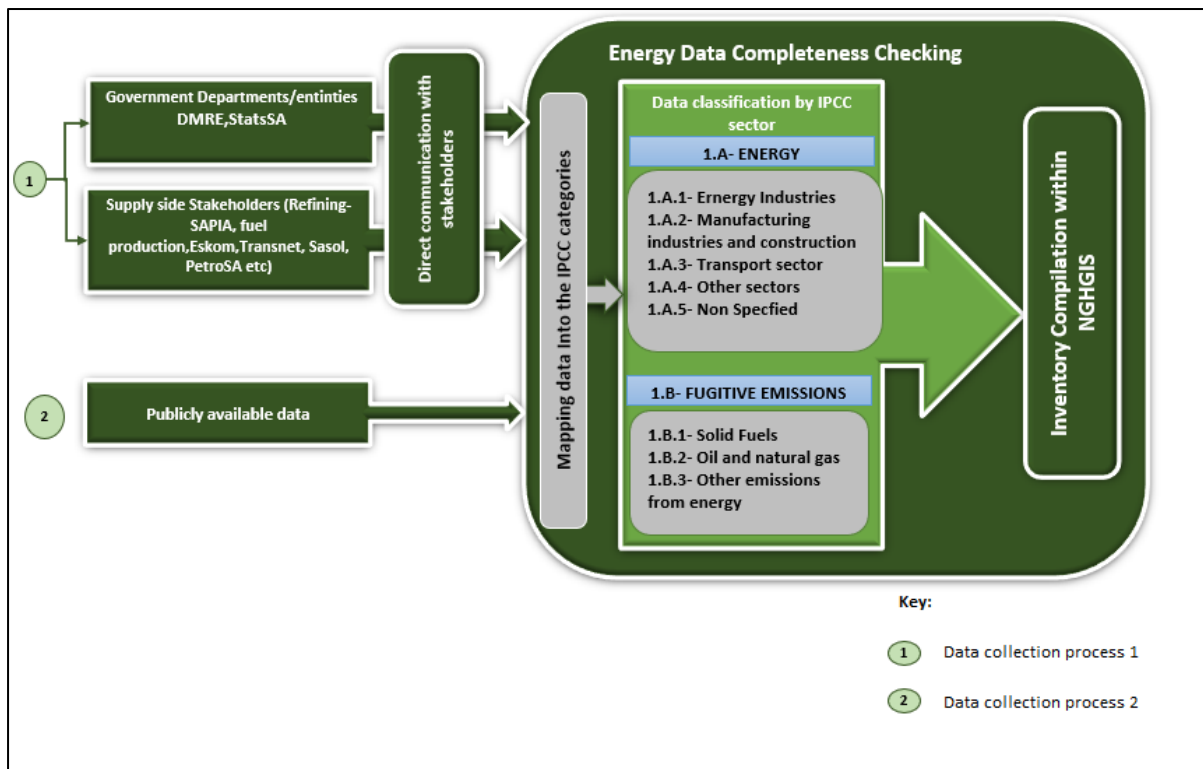 Energy Data Completeness Checking
Government Departments/entinties
DMRE,StatsSA
1
Supply side Stakeholders (Refining-
SAPIA, fuel
production,Eskom,Transnet, Sasol,
PetroSA etc)
Direct communication with
stakeholders
2
Publicly available data
Mapping data Into the IPCC categories
Data classification by IPCC
sector
1.A- ENERGY
1.A.1- Ernergy Industries
1.A.2- Manufacturing
industries and construction
1.A.3- Transport sector
1.A.4- Other sectors
1.A.5- Non Specfied
1.B- FUGITIVE EMISSIONS
1.B.1- Solid Fuels
1.B.2- Oil and natural gas
1.B.3- Other emissions
from energy
Inventory Compilation within
NGHGIS
Key:
1 Data collection process 1
2 Data collection process 2